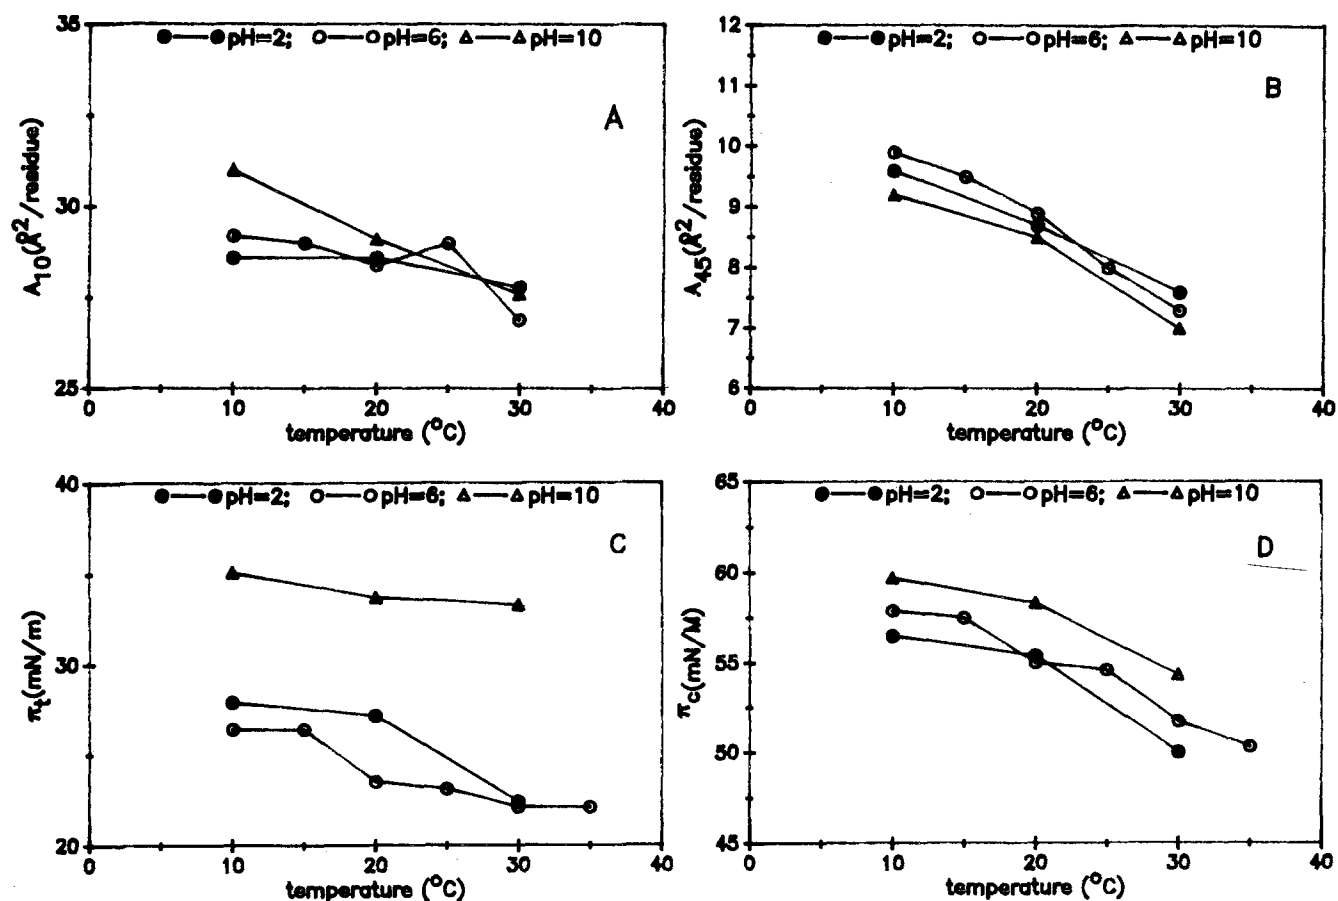 35
pH=2; pH=6; pH=10
A
30
25
0 10 20 30 40
temperature (°C)
A10(Å2/residue)
12
11
10
9
8
7
6
pH=2; pH=6; pH=10
B
0 10 20 30 40
temperature (°C)
A45(Å2/residue)
40
30
20
pH=2; pH=6; pH=10
C
0 10 20 30 40
temperature (°C)
πt(mN/m)
65
60
55
50
45
pH=2; pH=6; pH=10
D
0 10 20 30 40
temperature (°C)
πc(mN/M)